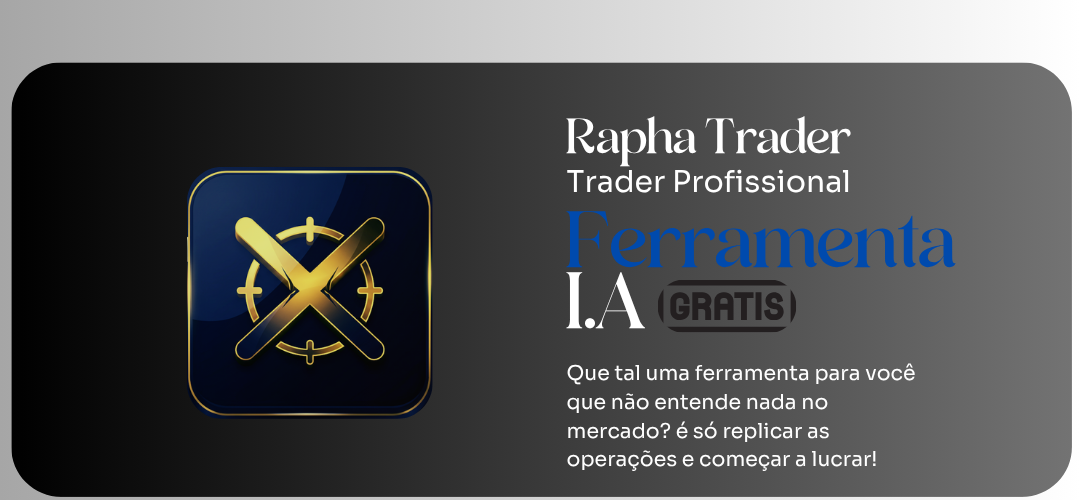 Rapha Trader
Trader Profissional
Ferramenta
I.A GRATIS
Que tal uma ferramenta para você
que não entende nada no
mercado? é só replicar as
operações e começar a lucrar!